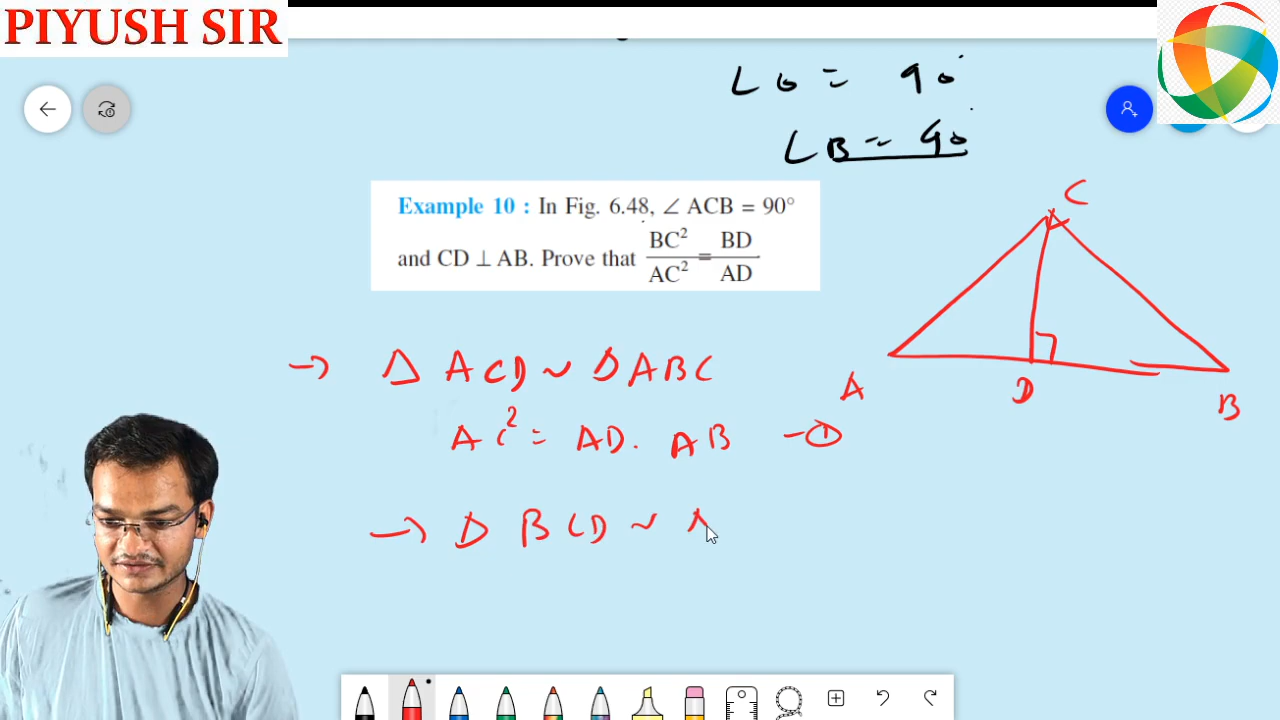 PIYUSH SIR
∠ B = 90°
∠ B = 90°
Example 10 : In Fig. 6.48, ∠ ACB = 90°
and CD ⊥ AB. Prove that BC²/AC² = BD/AD
C
A
D
B
→ Δ ACD ~ Δ ABC
AC² = AD. AB - ①
→ Δ BCD ~ Δ